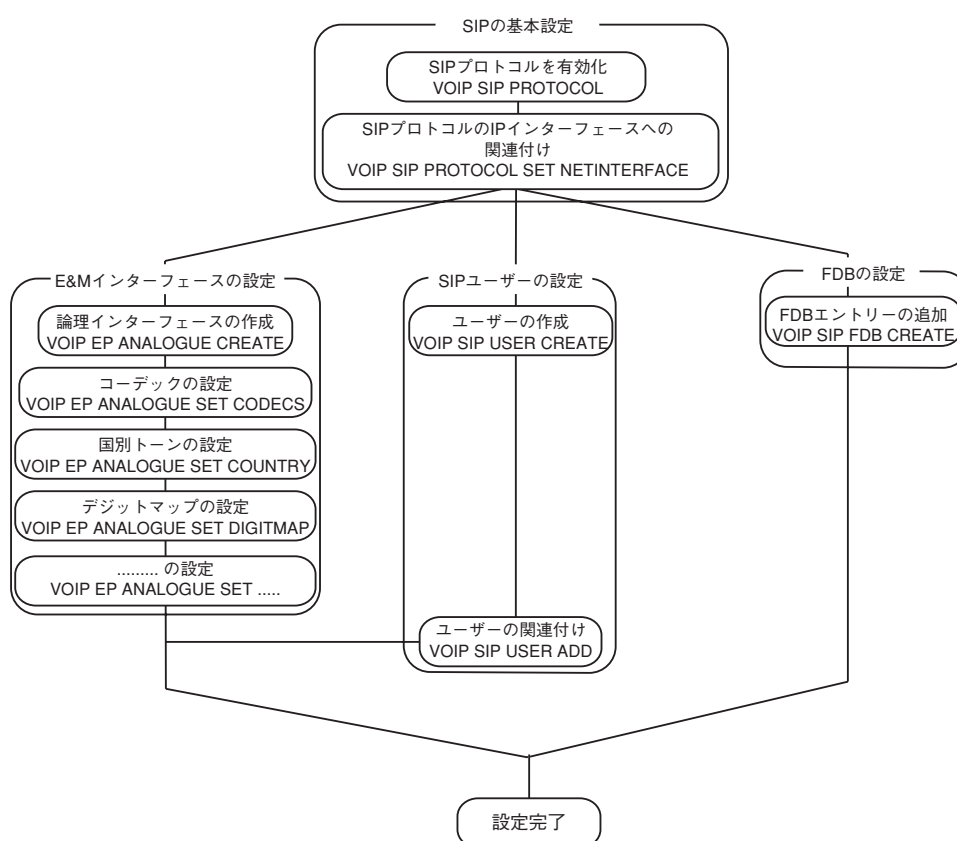 SIPの基本設定
SIPプロトコルを有効化
VOIP SIP PROTOCOL
SIPプロトコルのIPインターフェースへの
関連付け
VOIP SIP PROTOCOL SET NETINTERFACE
E&Mインターフェースの設定
論理インターフェースの作成
VOIP EP ANALOGUE CREATE
コーデックの設定
VOIP EP ANALOGUE SET CODECS
国別トーンの設定
VOIP EP ANALOGUE SET COUNTRY
デジットマップの設定
VOIP EP ANALOGUE SET DIGITMAP
......... の設定
VOIP EP ANALOGUE SET .....
SIPユーザーの設定
ユーザーの作成
VOIP SIP USER CREATE
ユーザーの関連付け
VOIP SIP USER ADD
FDBの設定
FDBエントリーの追加
VOIP SIP FDB CREATE
設定完了